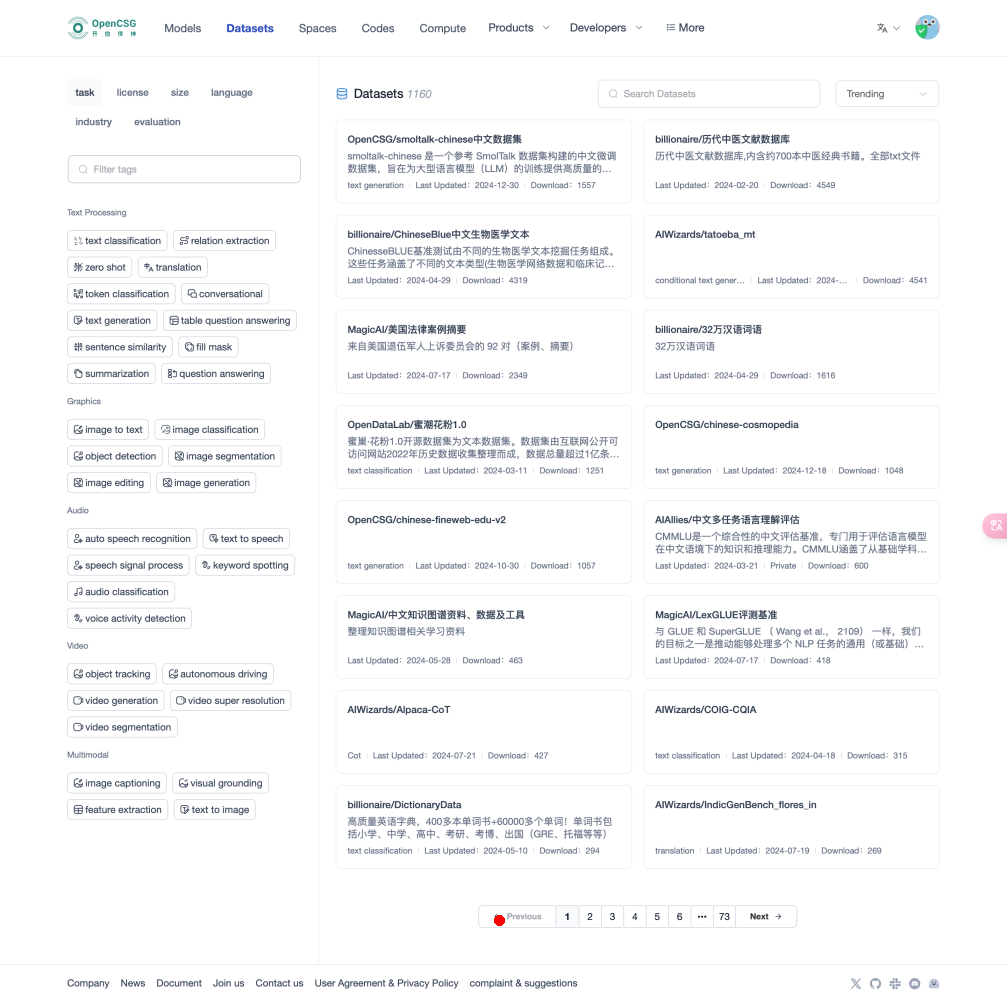 OpenCSG
开 放 传 神
Models
Datasets
Spaces
Codes
Compute
Products
Developers
More
task
license
size
language
industry
evaluation
Filter tags
Text Processing
text classification
relation extraction
zero shot
translation
token classification
conversational
text generation
table question answering
sentence similarity
fill mask
summarization
question answering
Graphics
image to text
image classification
object detection
image segmentation
image editing
image generation
Audio
auto speech recognition
text to speech
speech signal process
keyword spotting
audio classification
voice activity detection
Video
object tracking
autonomous driving
video generation
video super resolution
video segmentation
Multimodal
image captioning
visual grounding
feature extraction
text to image
Datasets 1160
Search Datasets
Trending
OpenCSG/smoltalk-chinese中文数据集
smoltalk-chinese 是一个参考 SmolTalk 数据集构建的中文微调
数据集，旨在为大型语言模型（LLM）的训练提供高质量的...
text generation Last Updated：2024-12-30 Download：1557
billionaire/历代中医文献数据库
历代中医文献数据库,内含约700本中医经典书籍。全部txt文件
Last Updated：2024-02-20 Download：4549
billionaire/ChineseBlue中文生物医学文本
ChinesseBLUE基准测试由不同的生物医学文本挖掘任务组成。
这些任务涵盖了不同的文本类型(生物医学网络数据和临床记...
Last Updated：2024-04-29 Download：4319
AIWizards/tatoeba_mt
conditional text gener... Last Updated：2024-... Download：4541
MagicAI/美国法律案例摘要
来自美国退伍军人上诉委员会的 92 对（案例、摘要）
Last Updated：2024-07-17 Download：2349
billionaire/32万汉语词语
32万汉语词语
Last Updated：2024-04-29 Download：1616
OpenDataLab/蜜潮花粉1.0
蜜巢·花粉1.0开源数据集为文本数据集。数据集由互联网公开可
访问网站2022年历史数据收集整理而成，数据总量超过1亿条...
text classification Last Updated：2024-03-11 Download：1251
OpenCSG/chinese-cosmopedia
text generation Last Updated：2024-12-18 Download：1048
OpenCSG/chinese-fineweb-edu-v2
text generation Last Updated：2024-10-30 Download：1057
AIAllies/中文多任务语言理解评估
CMMLU是一个综合性的中文评估基准，专门用于评估语言模型
在中文语境下的知识和推理能力。CMMLU涵盖了从基础学科...
Last Updated：2024-03-21 Private Download：600
MagicAI/中文知识图谱资料、数据及工具
整理知识图谱相关学习资料
Last Updated：2024-05-28 Download：463
MagicAI/LexGLUE评测基准
与 GLUE 和 SuperGLUE （ Wang et al.， 2109） 一样，我们
的目标之一是推动能够处理多个 NLP 任务的通用（或基础）...
Last Updated：2024-07-17 Download：418
AIWizards/Alpaca-CoT
Cot Last Updated：2024-07-21 Download：427
AIWizards/COIG-CQIA
text classification Last Updated：2024-04-18 Download：315
billionaire/DictionaryData
高质量英语字典，400多本单词书+60000多个单词！单词书包
括小学、中学、高中、考研、考博、出国（GRE、托福等等）
text classification Last Updated：2024-05-10 Download：294
AIWizards/IndicGenBench_flores_in
translation Last Updated：2024-07-19 Download：269
Previous 1 2 3 4 5 6 ••• 73 Next →
Company News Document Join us Contact us User Agreement & Privacy Policy complaint & suggestions